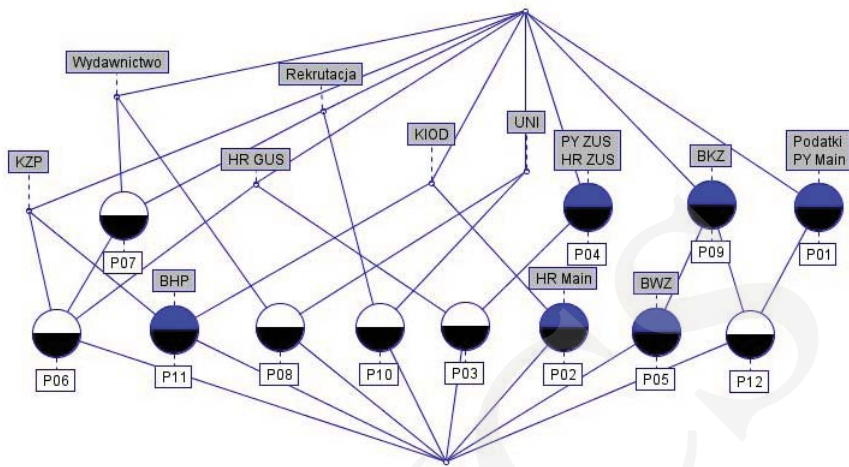 Wydawnictwo
Rekrutacja
KIOD
UNI
PY ZUS
HR ZUS
BKZ
Podatki
PY Main
KZP
HR GUS
P07
P04
P09
P01
BHP
HR Main
BWZ
P06
P11
P08
P10
P03
P02
P05
P12